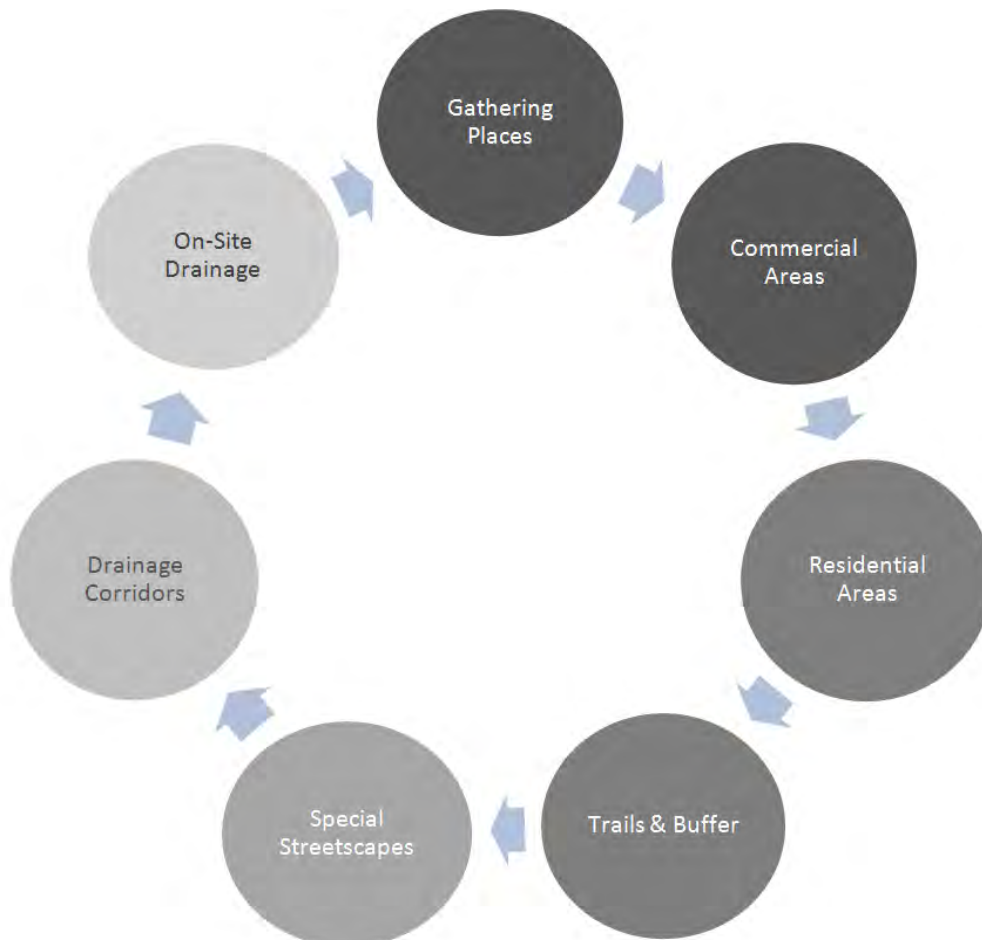 Gathering
Places
Commercial
Areas
Residential
Areas
Trails & Buffer
Special
Streetscapes
Drainage
Corridors
On-Site
Drainage